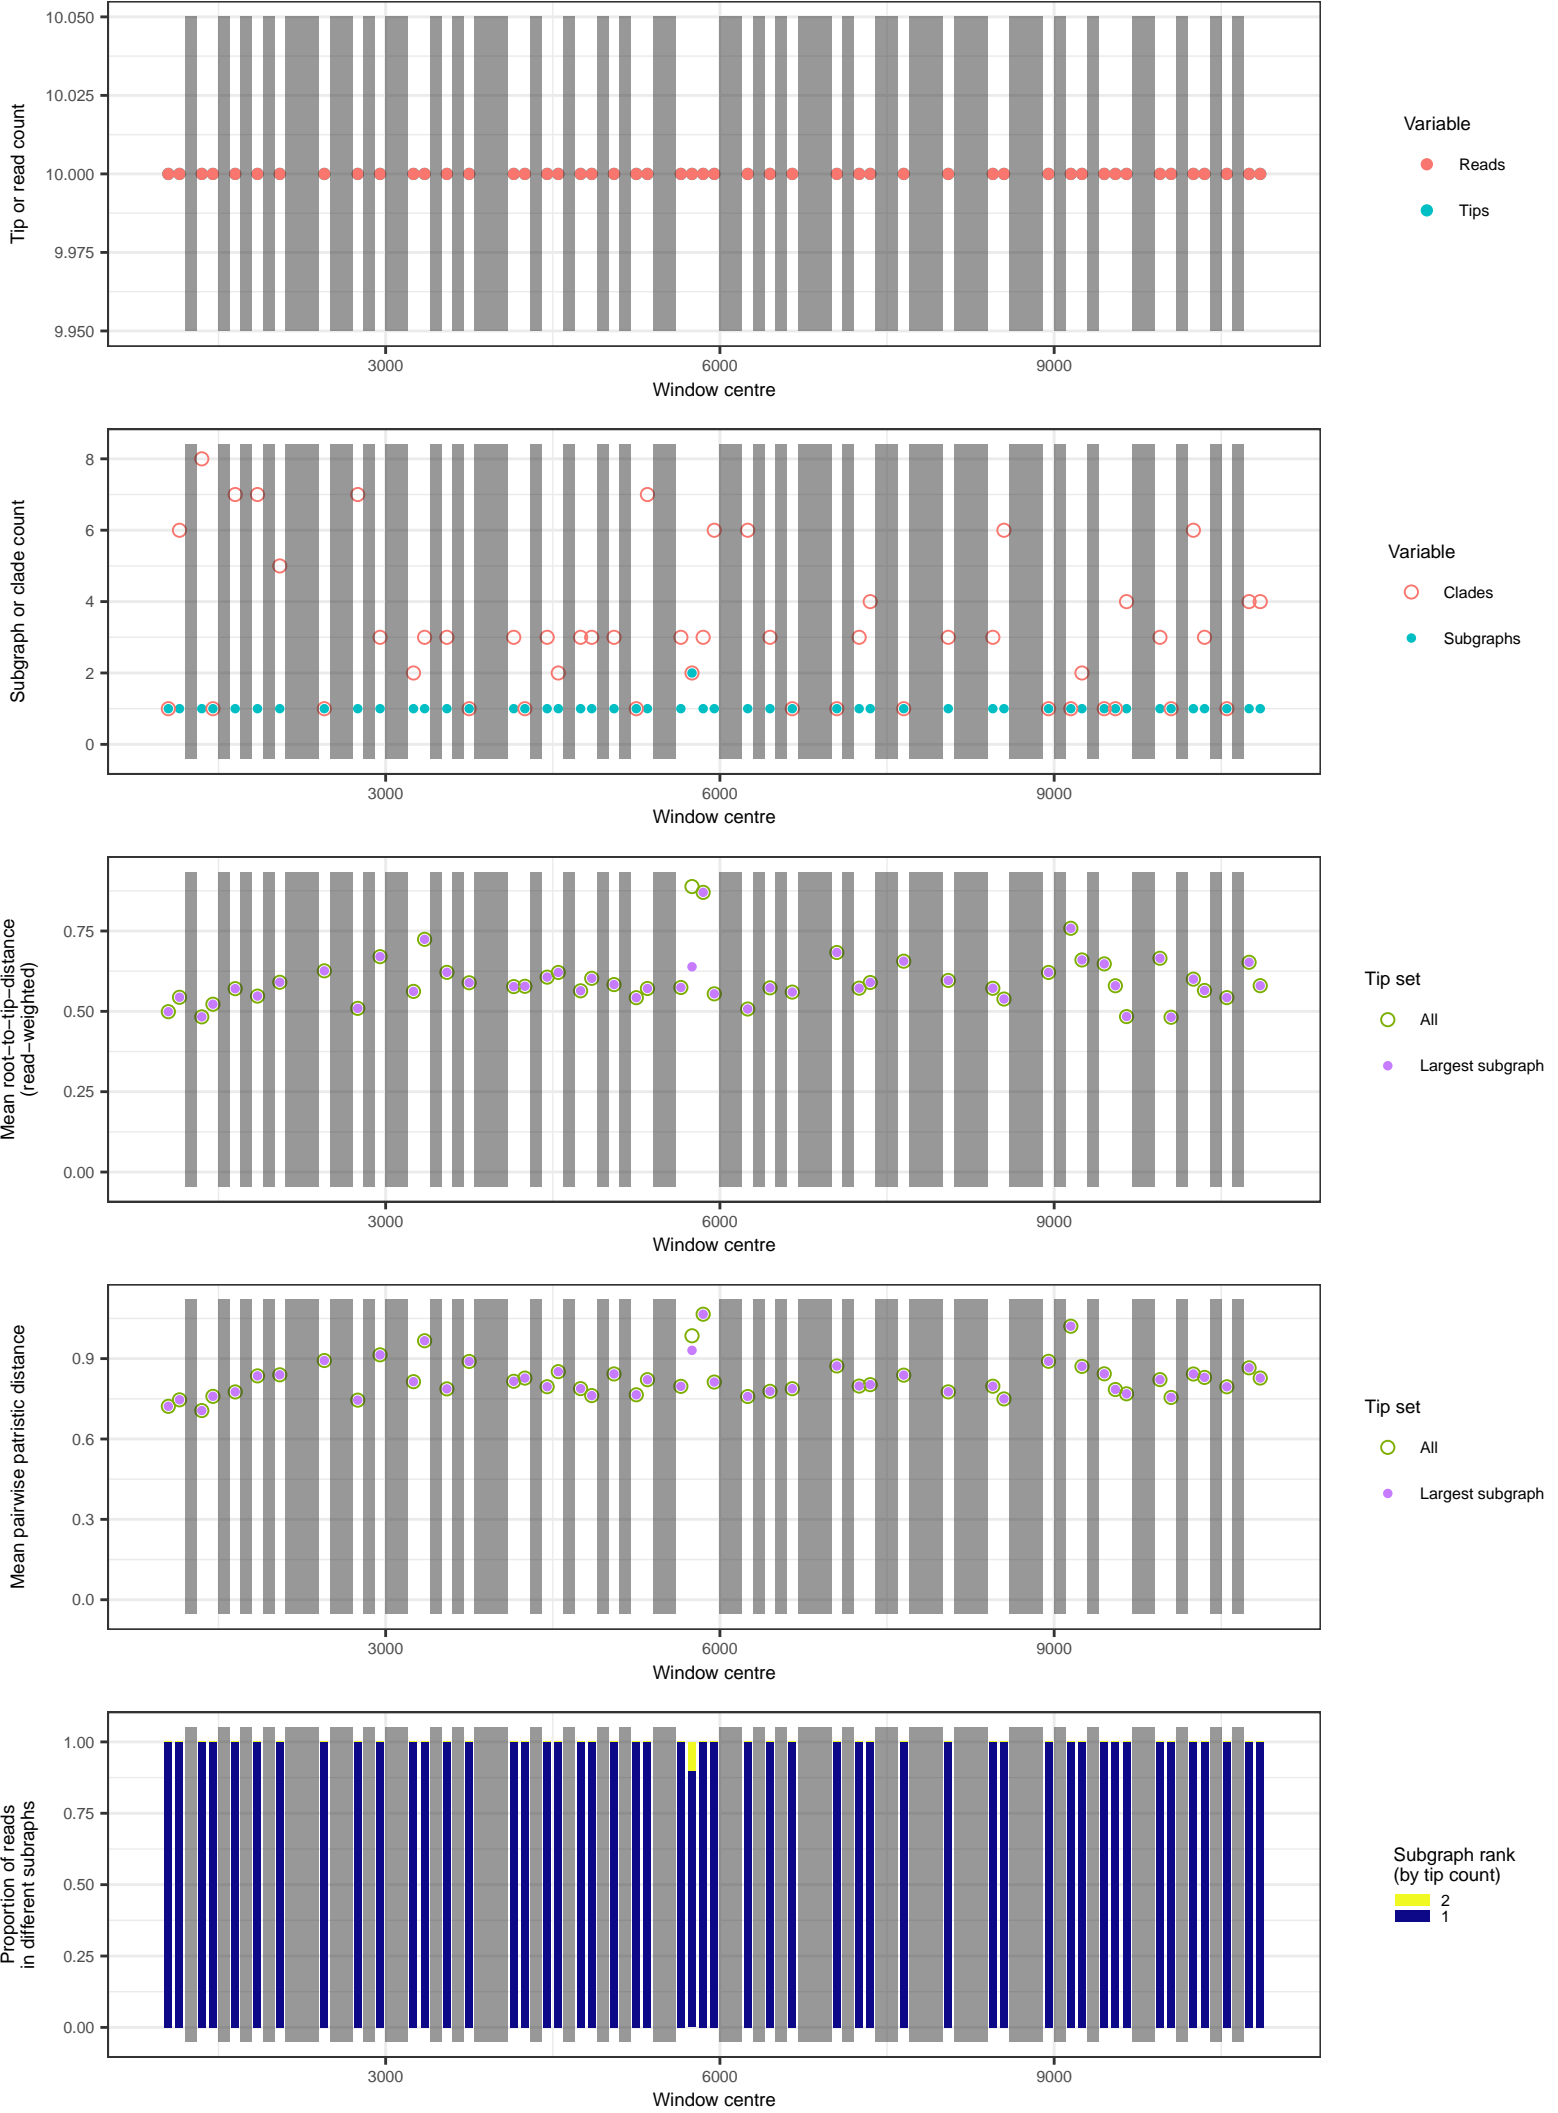 10.050
10.025
10.000
9.975
9.950
Tip or read count
3000
6000
9000
Window centre
Variable
Reads
Tips
8
6
4
2
0
Subgraph or clade count
3000
6000
9000
Window centre
Variable
Clades
Subgraphs
0.75
0.50
0.25
0.00
Mean root−to−tip−distance
(read−weighted)
3000
6000
9000
Window centre
Tip set
All
Largest subgraph
0.9
0.6
0.3
0.0
Mean pairwise patristic distance
3000
6000
9000
Window centre
Tip set
All
Largest subgraph
1.00
0.75
0.50
0.25
0.00
Proportion of reads
in different subraphs
3000
6000
9000
Window centre
Subgraph rank
(by tip count)
2
1